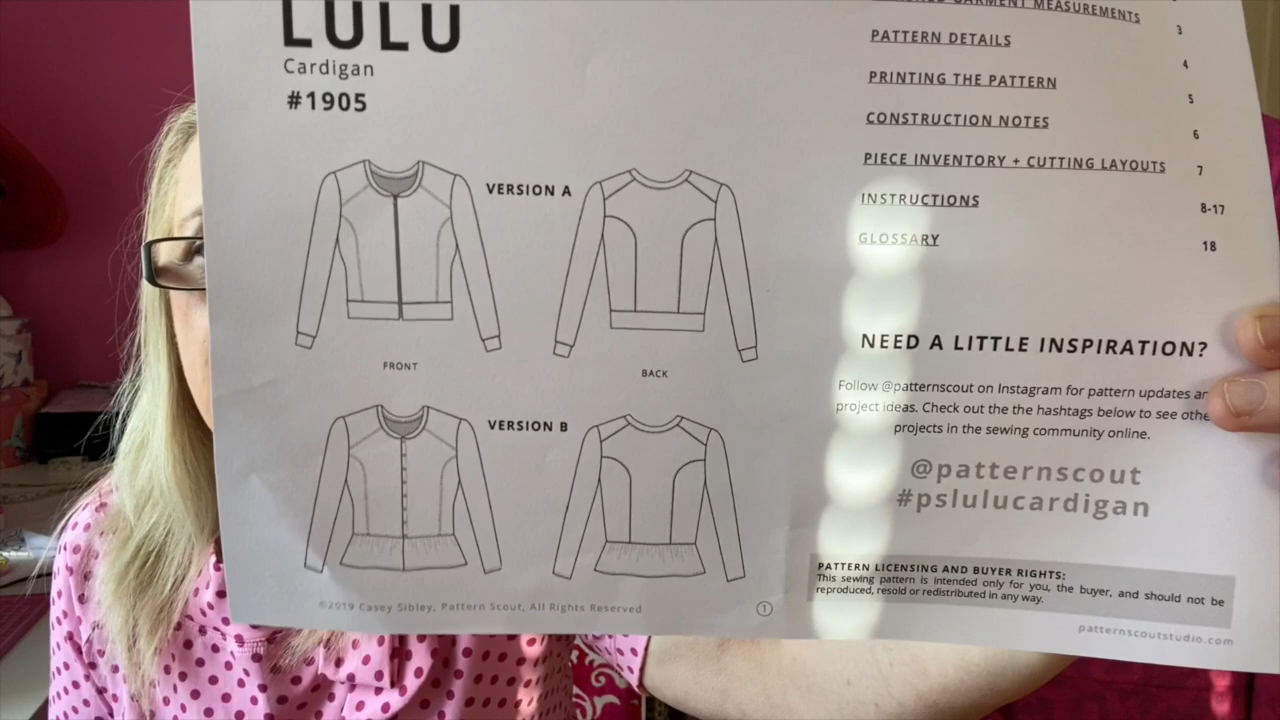 LULU
Cardigan
#1905
VERSION A
FRONT
BACK
VERSION B
©2019 Casey Sibley, Pattern Scout, All Rights Reserved
1
GARMENT MEASUREMENTS 3
PATTERN DETAILS 4
PRINTING THE PATTERN 5
CONSTRUCTION NOTES 6
PIECE INVENTORY + CUTTING LAYOUTS 7
INSTRUCTIONS 8-17
GLOSSARY 18
NEED A LITTLE INSPIRATION?
Follow @patternscout on Instagram for pattern updates
project ideas. Check out the the hashtags below to see
projects in the sewing community online.
@patternscout
#pslulucardigan
PATTERN LICENSING AND BUYER RIGHTS:
This sewing pattern is intended only for you, the buyer, and should not be
reproduced, resold or redistributed in any way.
patternscoutstudio.com